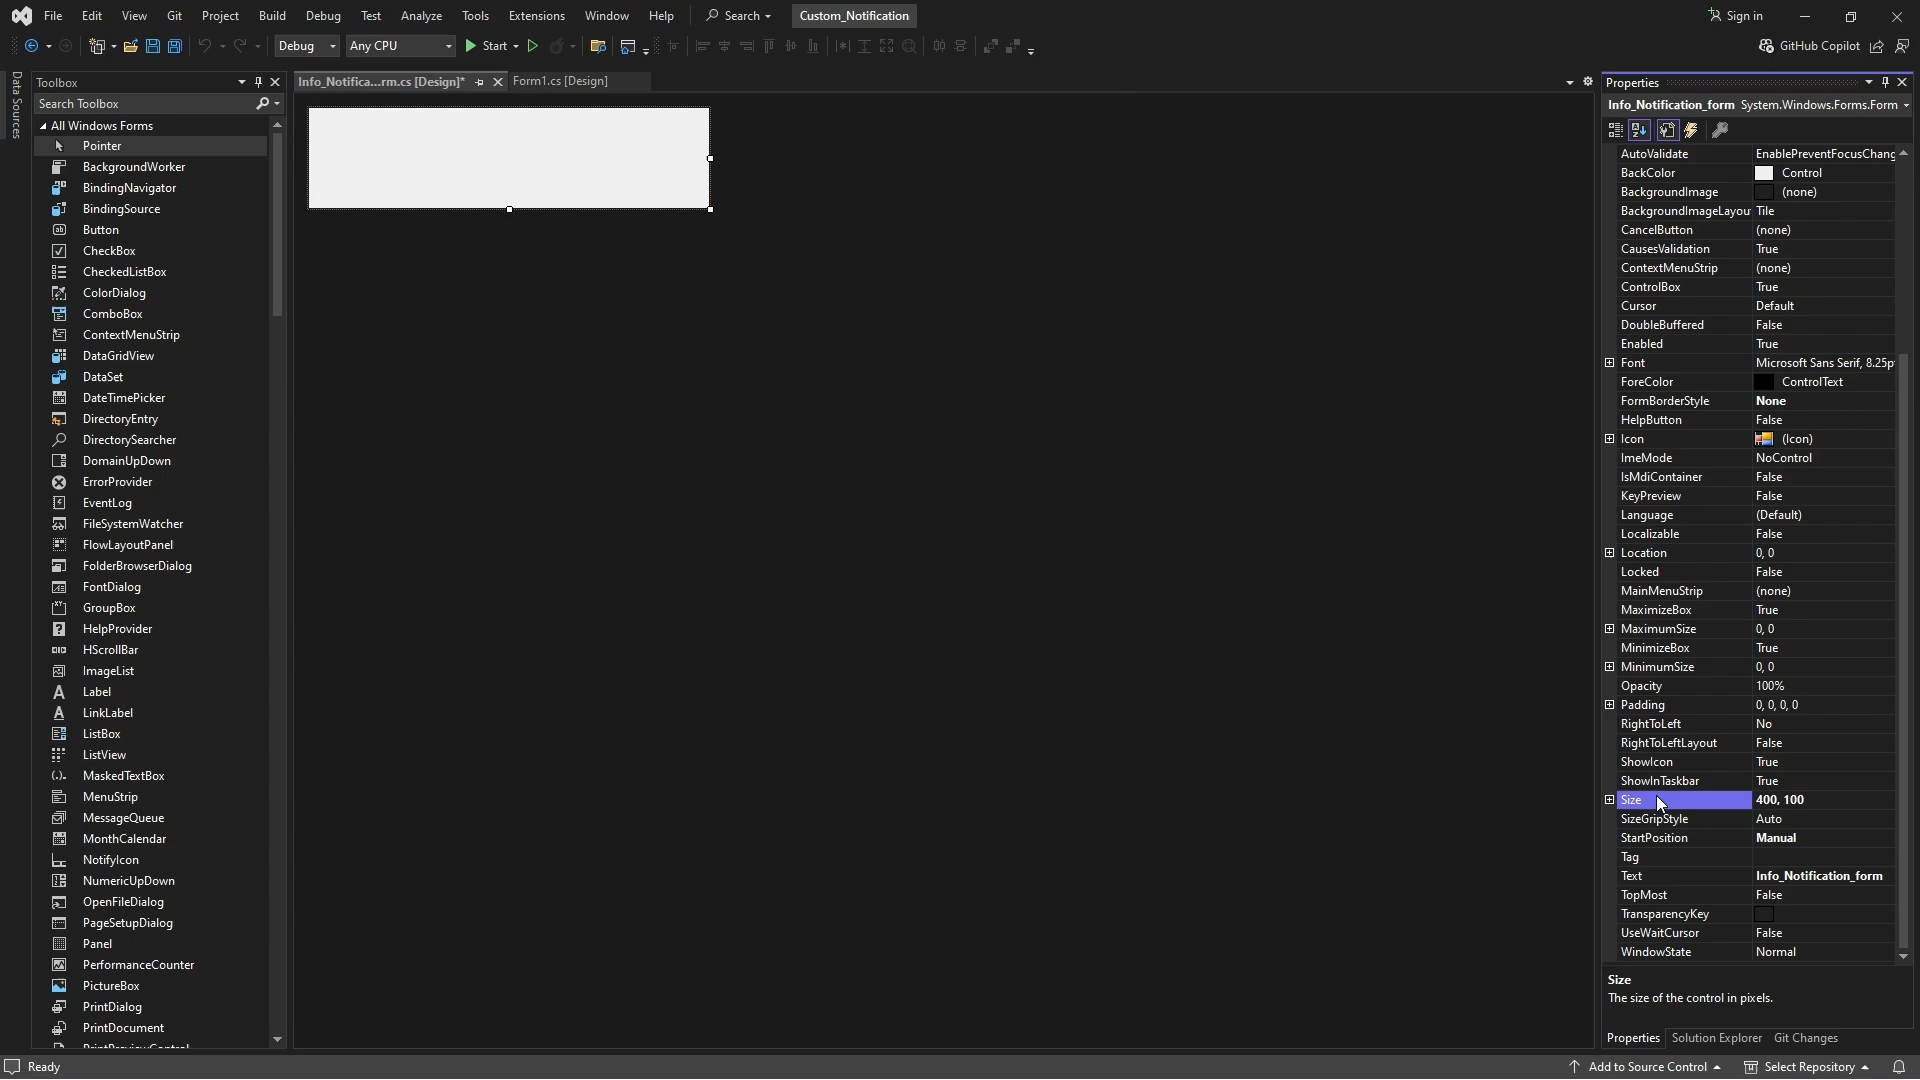 File Edit View Git Project Build Debug Test Analyze Tools Extensions Window Help Search Custom_Notification Sign in
Debug Any CPU Start GitHub Copilot
Data Sources
Toolbox
Search Toolbox
All Windows Forms
Pointer
BackgroundWorker
BindingNavigator
BindingSource
Button
CheckBox
CheckedListBox
ColorDialog
ComboBox
ContextMenuStrip
DataGridView
DataSet
DateTimePicker
DirectoryEntry
DirectorySearcher
DomainUpDown
ErrorProvider
EventLog
FileSystemWatcher
FlowLayoutPanel
FolderBrowserDialog
FontDialog
GroupBox
HelpProvider
HScrollBar
ImageList
Label
LinkLabel
ListBox
ListView
MaskedTextBox
MenuStrip
MessageQueue
MonthCalendar
NotifyIcon
NumericUpDown
OpenFileDialog
PageSetupDialog
Panel
PerformanceCounter
PictureBox
PrintDialog
PrintDocument
Info_Notifica...rm.cs [Design]* Form1.cs [Design]
Properties
Info_Notification_form System.Windows.Forms.Form
AutoValidate EnablePreventFocusChang
BackColor Control
BackgroundImage (none)
BackgroundImageLayou Tile
CancelButton (none)
CausesValidation True
ContextMenuStrip (none)
ControlBox True
Cursor Default
DoubleBuffered False
Enabled True
Font Microsoft Sans Serif, 8.25p
ForeColor ControlText
FormBorderStyle None
HelpButton False
Icon (Icon)
ImeMode NoControl
IsMdiContainer False
KeyPreview False
Language (Default)
Localizable False
Location 0, 0
Locked False
MainMenuStrip (none)
MaximizeBox True
MaximumSize 0, 0
MinimizeBox True
MinimumSize 0, 0
Opacity 100%
Padding 0, 0, 0, 0
RightToLeft No
RightToLeftLayout False
ShowIcon True
ShowInTaskbar True
Size 400, 100
SizeGripStyle Auto
StartPosition Manual
Tag
Text Info_Notification_form
TopMost False
TransparencyKey
UseWaitCursor False
WindowState Normal
Size
The size of the control in pixels.
Properties Solution Explorer Git Changes
Ready Add to Source Control Select Repository